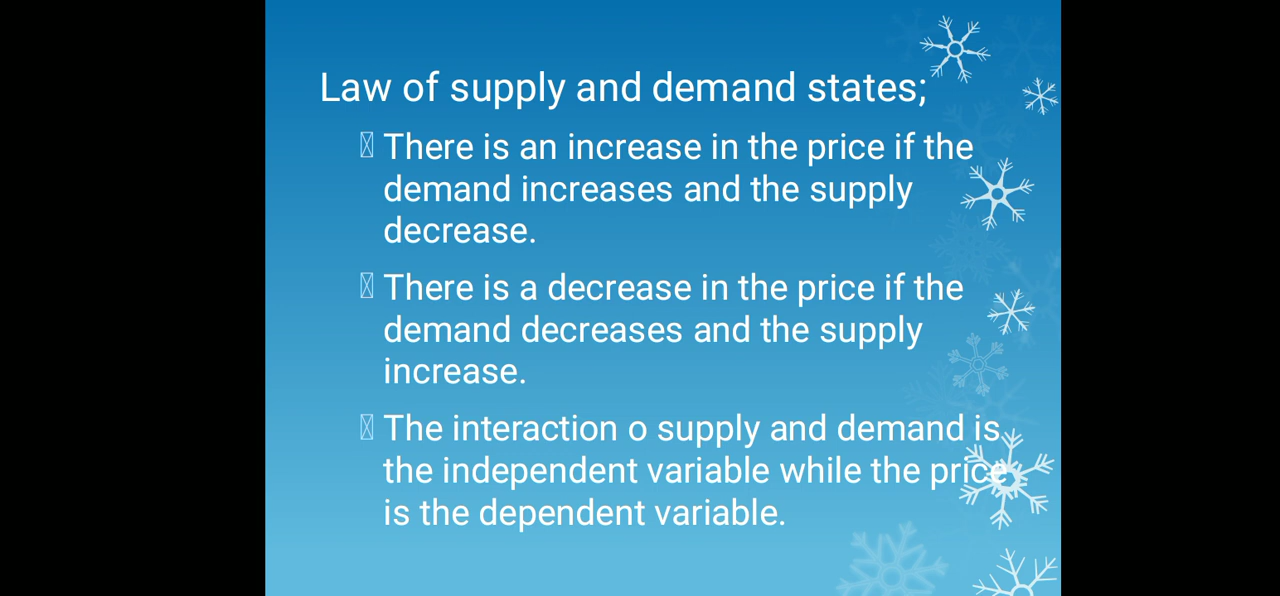 Law of supply and demand states;
There is an increase in the price if the
demand increases and the supply
decrease.
There is a decrease in the price if the
demand decreases and the supply
increase.
The interaction o supply and demand is
the independent variable while the price
is the dependent variable.